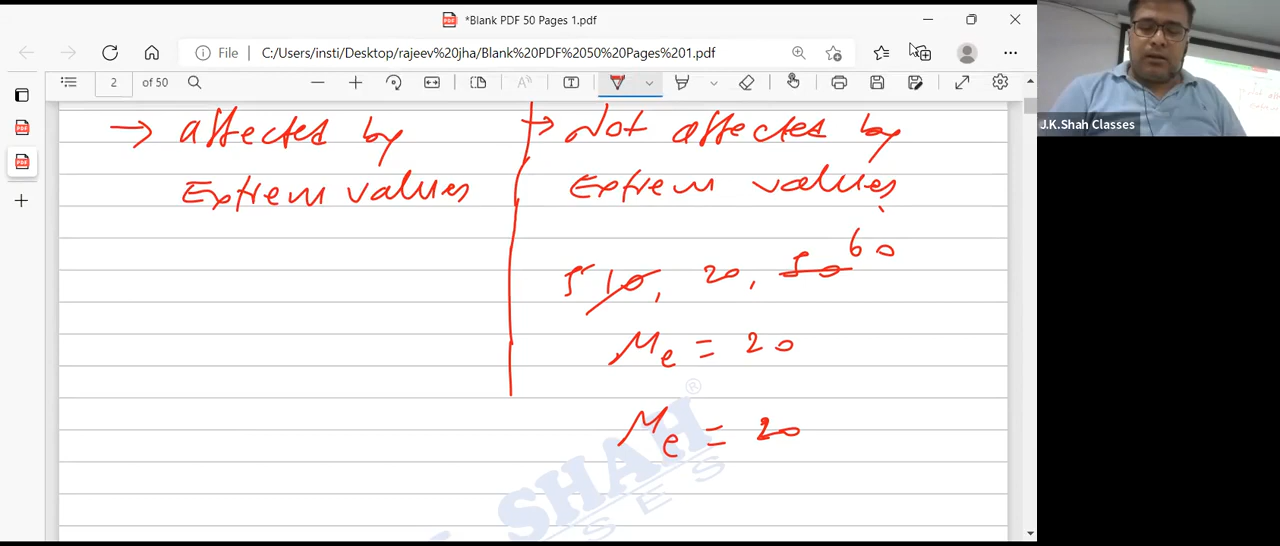 *Blank PDF 50 Pages 1.pdf
File C:/Users/insti/Desktop/rajeev%20jha/Blank%20PDF%2050%20Pages%201.pdf
2 of 50
J.K.Shah Classes
→ affected by
Extrem values
→ Not affected by
Extrem values
5 10, 20, 50 60
Me = 20
Me = 20
SHAH ®
SES